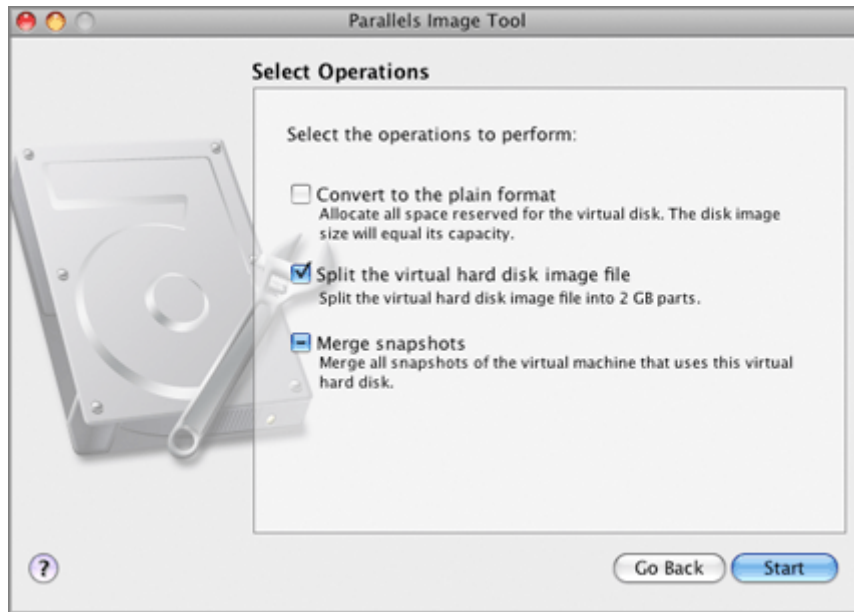 Parallels Image Tool
Select Operations
Select the operations to perform:
Convert to the plain format
Allocate all space reserved for the virtual disk. The disk image
size will equal its capacity.
Split the virtual hard disk image file
Split the virtual hard disk image file into 2 GB parts.
Merge snapshots
Merge all snapshots of the virtual machine that uses this virtual
hard disk.
?
Go Back
Start